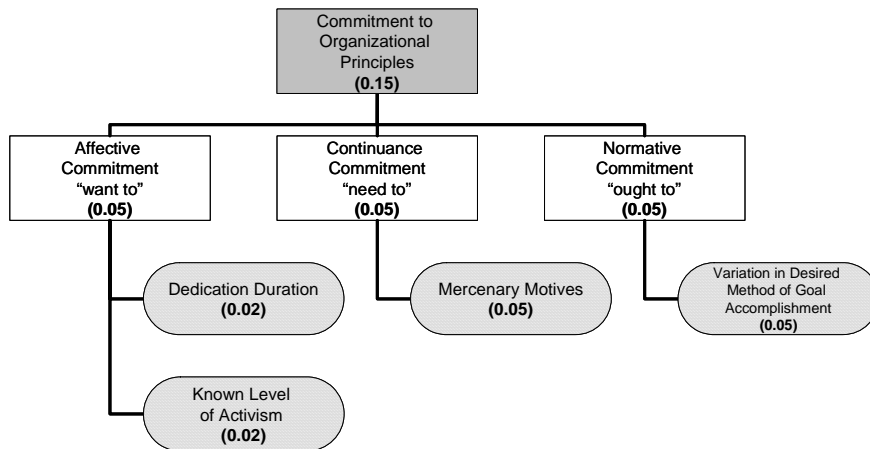 Commitment to
Organizational
Principles
(0.15)
Affective
Commitment
“want to”
(0.05)
Continuance
Commitment
“need to”
(0.05)
Normative
Commitment
“ought to”
(0.05)
Dedication Duration
(0.02)
Mercenary Motives
(0.05)
Variation in Desired
Method of Goal
Accomplishment
(0.05)
Known Level
of Activism
(0.02)